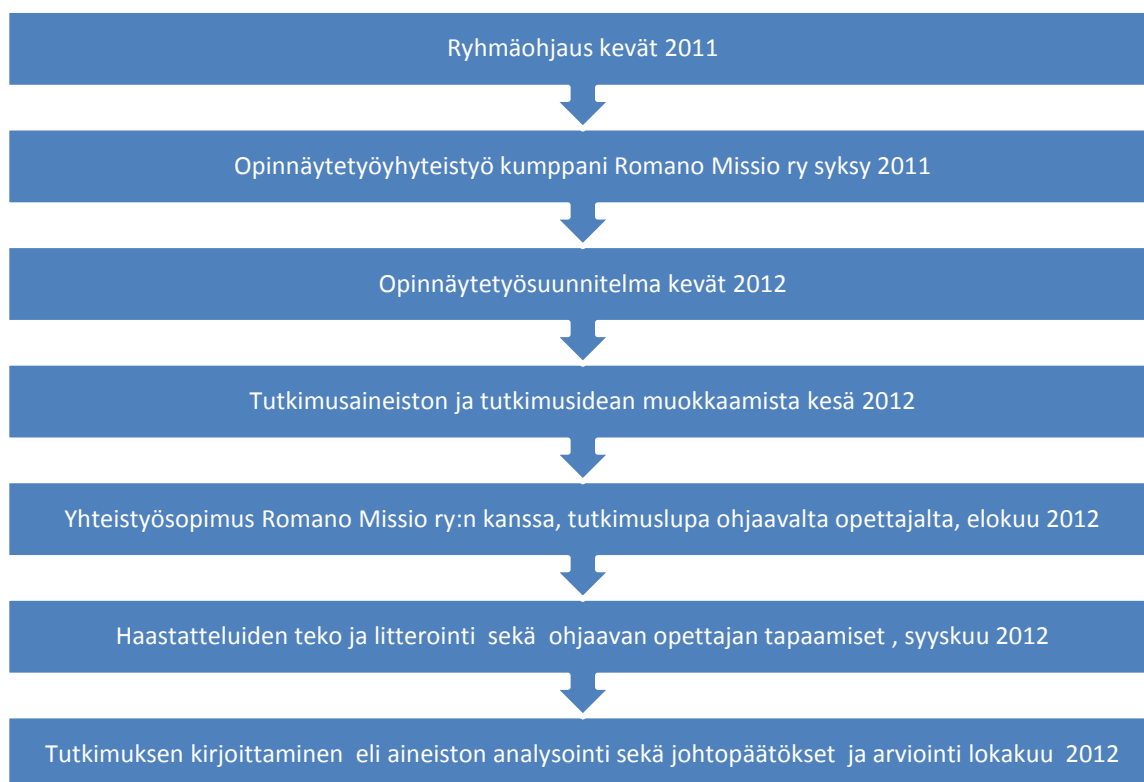 Ryhmäohjaus kevät 2011
Opinnäytetyöyhyteistyö kumppani Romano Missio ry syksy 2011
Opinnäytetyösuunnitelma kevät 2012
Tutkimusaineiston ja tutkimusidean muokkaamista kesä 2012
Yhteistyösopimus Romano Missio ry:n kanssa, tutkimuslupa ohjaavalta opettajalta, elokuu 2012
Haastatteluiden teko ja litterointi sekä ohjaavan opettajan tapaamiset , syyskuu 2012
Tutkimuksen kirjoittaminen eli aineiston analysointi sekä johtopäätökset ja arviointi lokakuu 2012